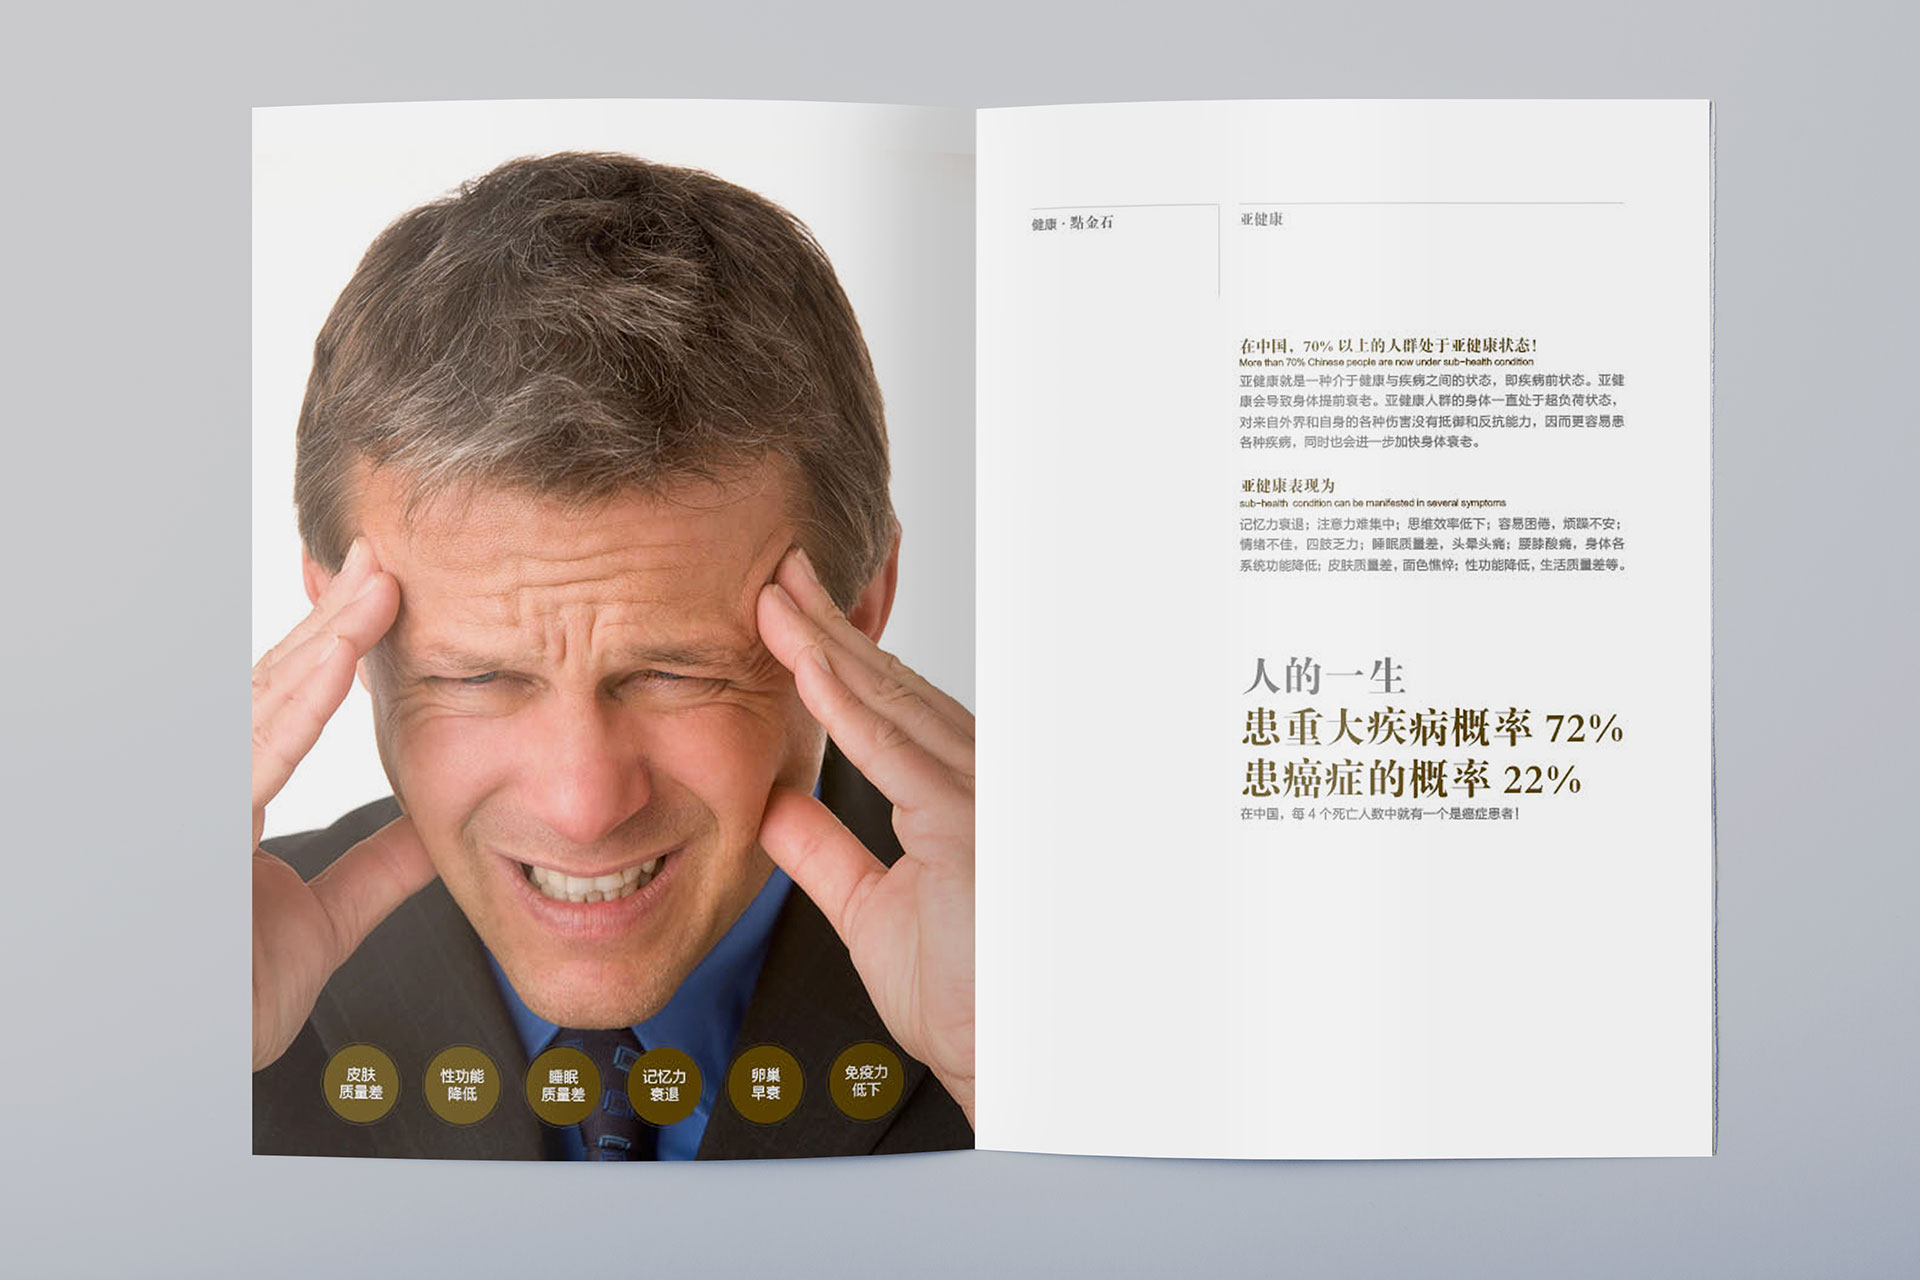 皮肤
质量差
性功能
降低
睡眠
质量差
记忆力
衰退
卵巢
早衰
免疫力
低下
健康·點金石
亚健康
在中国，70% 以上的人群处于亚健康状态！
More than 70% Chinese people are now under sub-health condition
亚健康就是一种介于健康与疾病之间的状态，即疾病前状态。亚健
康会导致身体提前衰老。亚健康人群的身体一直处于超负荷状态，
对来自外界和自身的各种伤害没有抵御和反抗能力，因而更容易患
各种疾病，同时也会进一步加快身体衰老。
亚健康表现为
sub-health condition can be manifested in several symptoms
记忆力衰退；注意力难集中；思维效率低下；容易困倦，烦躁不安；
情绪不佳，四肢乏力；睡眠质量差，头晕头痛；腰膝酸痛，身体各
系统功能降低；皮肤质量差，面色憔悴；性功能降低，生活质量差等。
人的一生
患重大疾病概率 72%
患癌症的概率 22%
在中国，每 4 个死亡人数中就有一个是癌症患者！